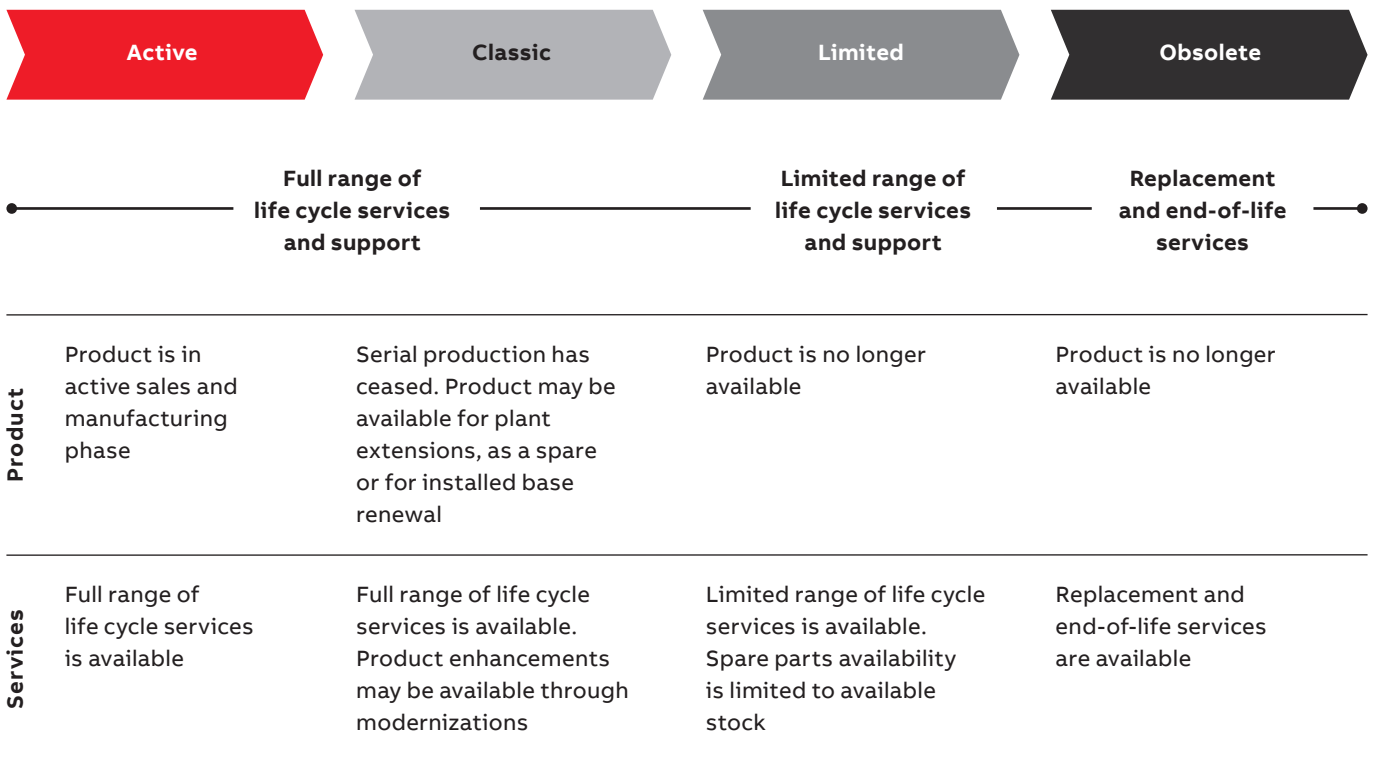 Active
Classic
Limited
Obsolete
Full range of
life cycle services
and support
Limited range of
life cycle services
and support
Replacement
and end-of-life
services
Product
Product is in
active sales and
manufacturing
phase
Serial production has
ceased. Product may be
available for plant
extensions, as a spare
or for installed base
renewal
Product is no longer
available
Product is no longer
available
Services
Full range of
life cycle services
is available
Full range of life cycle
services is available.
Product enhancements
may be available through
modernizations
Limited range of life cycle
services is available.
Spare parts availability
is limited to available
stock
Replacement and
end-of-life services
are available